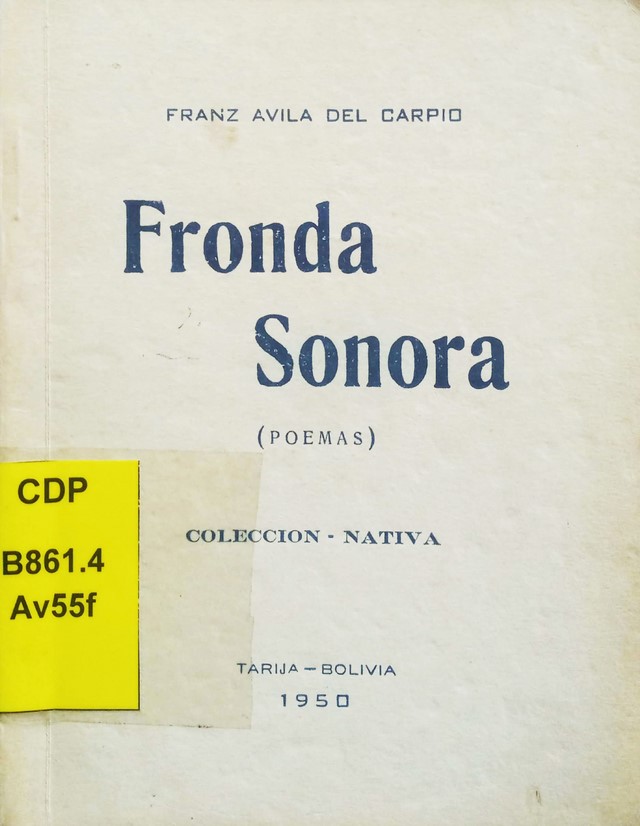 FRANZ AVILA DEL CARPIO
Fronda
Sonora
(POEMAS)
CDP
B861.4
Av55f
COLECCION - NATIVA
TARIJA — BOLIVIA
1950